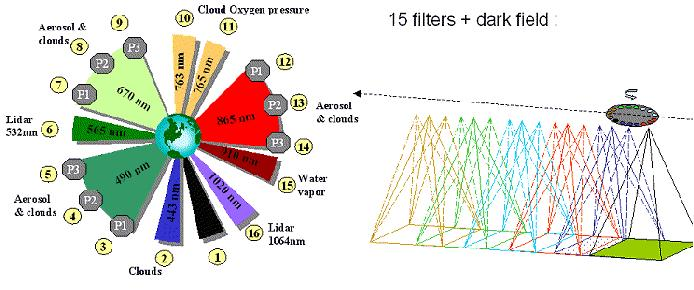 9
10
Cloud Oxygen pressure
11
15 filters + dark field :
Aerosol
& clouds
8
P3
P2
7
P1
670 nm
763 nm
765 nm
P1
12
P2
13
Aerosol
& clouds
P3
14
865 nm
Lidar
532nm
6
565 nm
910 nm
15
Water
vapor
5
P3
490 nm
Aerosol
& clouds
4
P2
3
P1
443 nm
1020 nm
16
Lidar
1064nm
2
Clouds
1